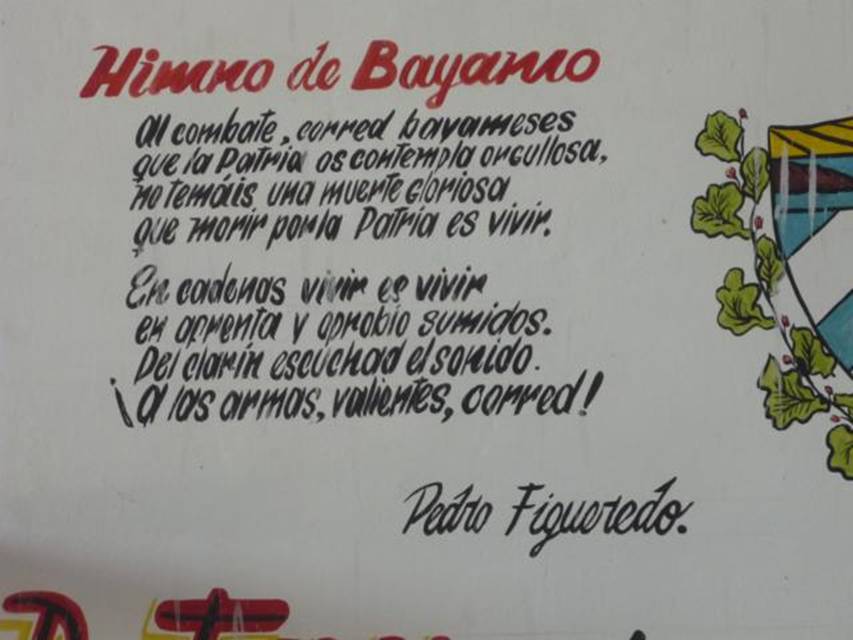 Himno de Bayamo
Al combate, corred bayameses
que la Patria os contempla orgullosa,
no temáis una muerte gloriosa
que morir por la Patria es vivir.
En cadenas vivir es vivir
en aprenta y oprobio sumidos.
Del clarín escuchad el sonido.
¡A las armas, valientes, corred!
Pedro Figueredo.